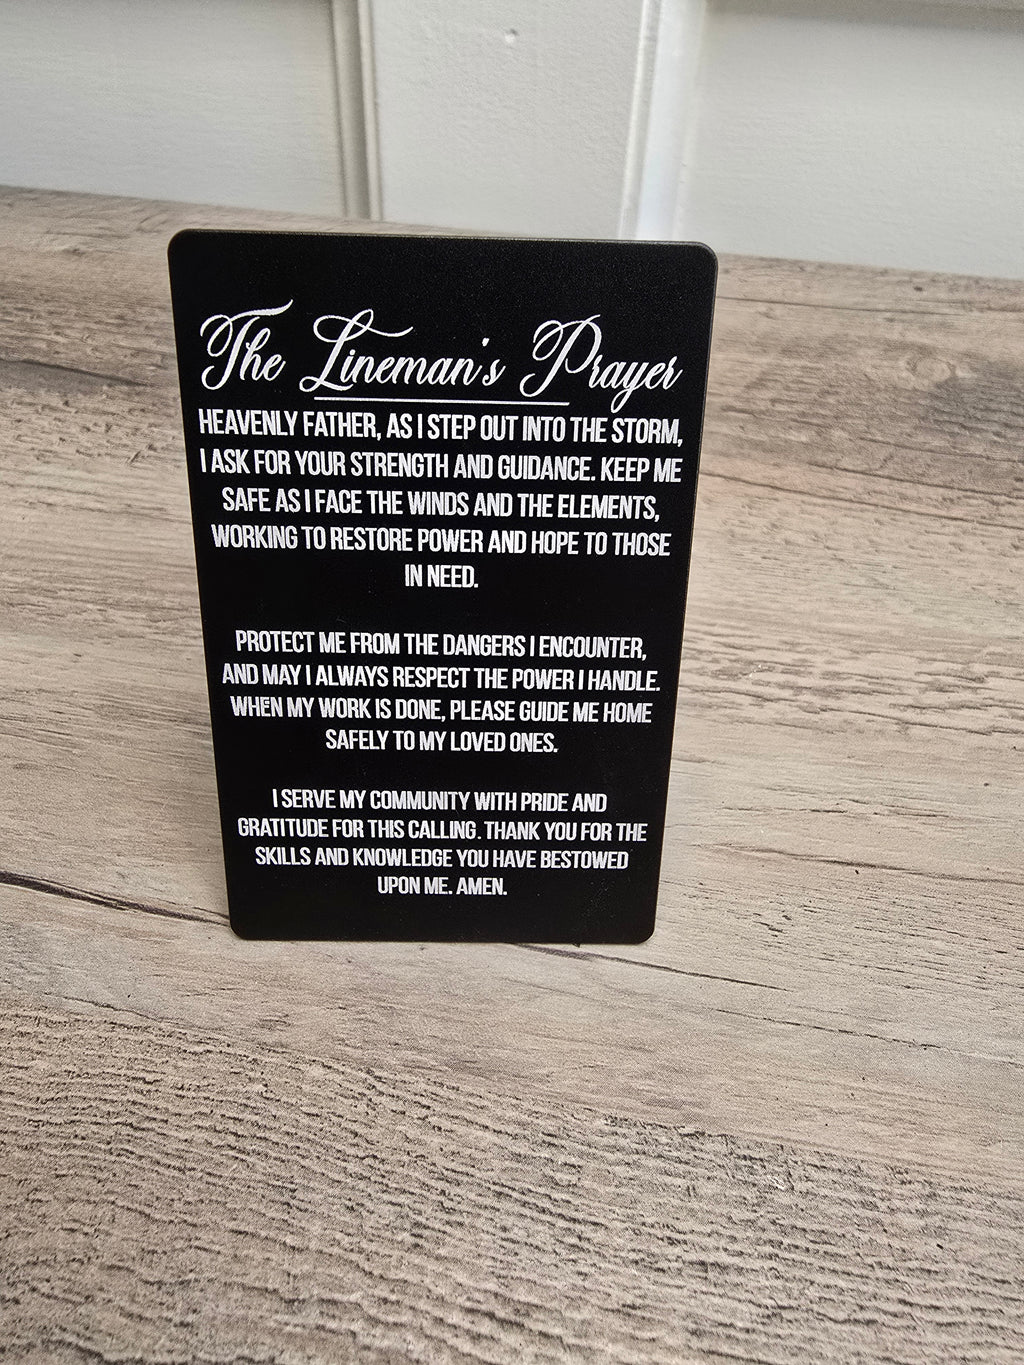 The Lineman's Prayer
HEAVENLY FATHER, AS I STEP OUT INTO THE STORM,
I ASK FOR YOUR STRENGTH AND GUIDANCE. KEEP ME
SAFE AS I FACE THE WINDS AND THE ELEMENTS,
WORKING TO RESTORE POWER AND HOPE TO THOSE
IN NEED.
PROTECT ME FROM THE DANGERS I ENCOUNTER,
AND MAY I ALWAYS RESPECT THE POWER I HANDLE.
WHEN MY WORK IS DONE, PLEASE GUIDE ME HOME
SAFELY TO MY LOVED ONES.
I SERVE MY COMMUNITY WITH PRIDE AND
GRATITUDE FOR THIS CALLING. THANK YOU FOR THE
SKILLS AND KNOWLEDGE YOU HAVE BESTOWED
UPON ME. AMEN.